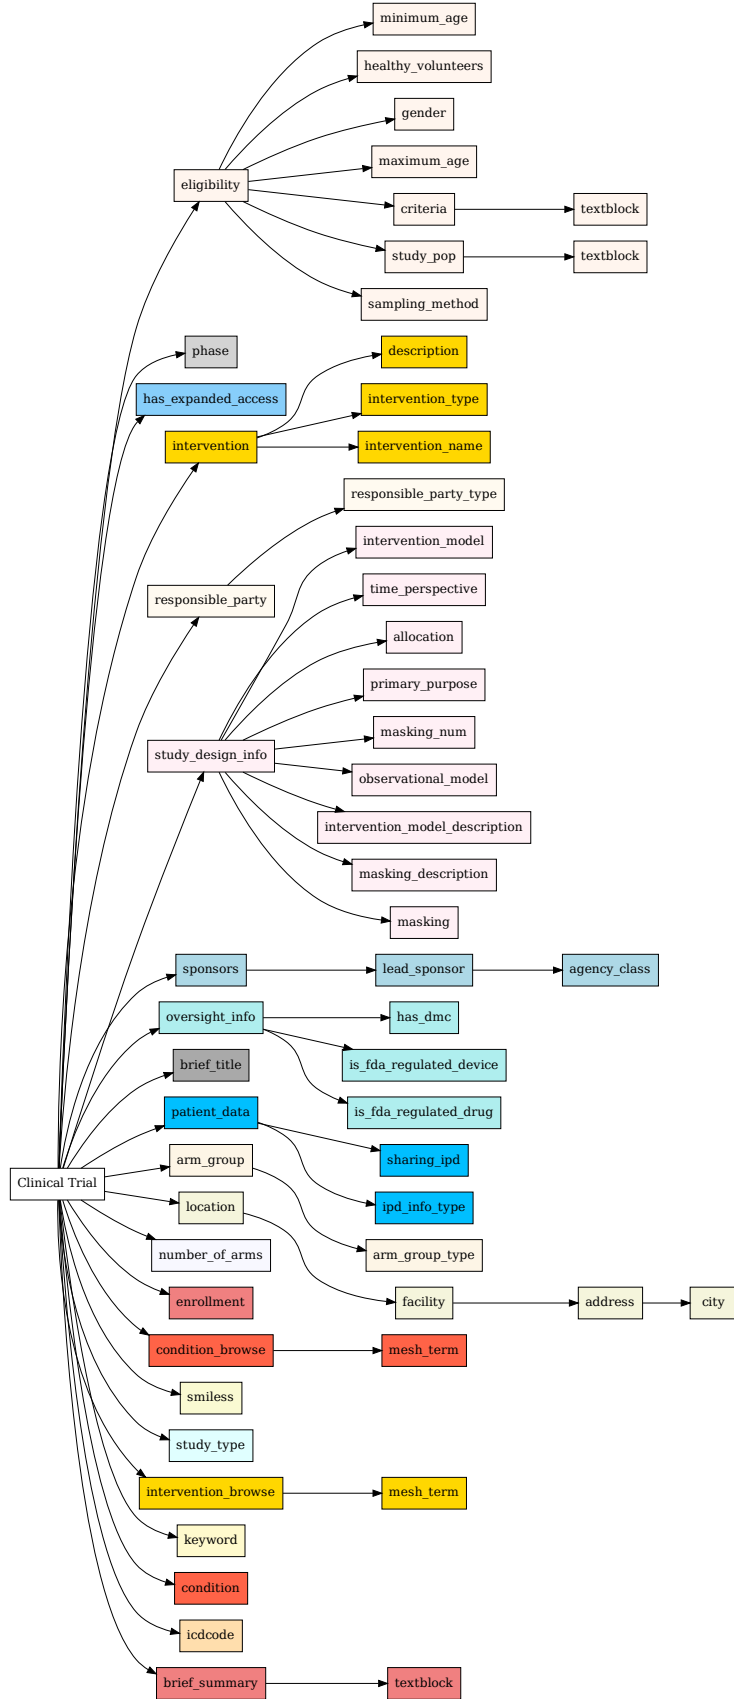 minimum_age
healthy_volunteers
gender
maximum_age
eligibility
criteria
textblock
study_pop
textblock
sampling_method
phase
description
has_expanded_access
intervention_type
intervention
intervention_name
responsible_party_type
intervention_model
time_perspective
responsible_party
allocation
primary_purpose
masking_num
study_design_info
observational_model
intervention_model_description
masking_description
masking
sponsors
lead_sponsor
agency_class
oversight_info
has_dmc
brief_title
is_fda_regulated_device
patient_data
is_fda_regulated_drug
arm_group
sharing_ipd
Clinical Trial
location
ipd_info_type
number_of_arms
arm_group_type
enrollment
facility
address
city
condition_browse
mesh_term
smiless
study_type
intervention_browse
mesh_term
keyword
condition
icdcode
brief_summary
textblock